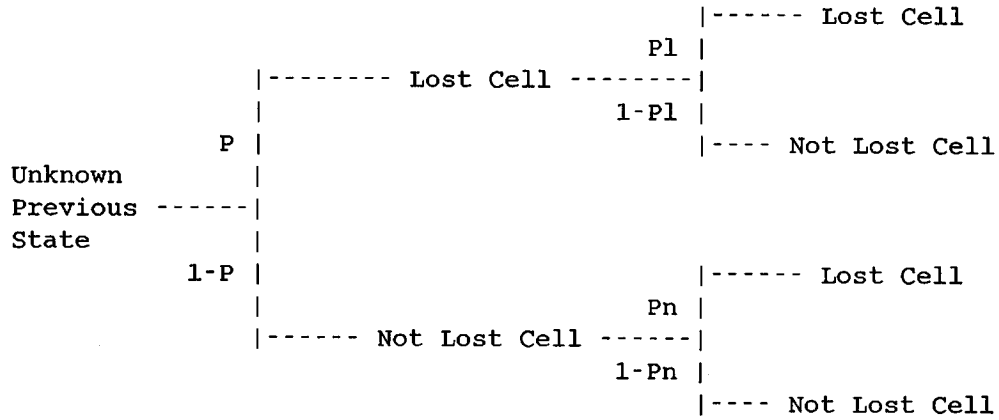 |------ Lost Cell
Pl |
|-------- Lost Cell --------|
| 1-Pl |
P | |---- Not Lost Cell
Unknown |
Previous ------|
State |
1-P | |------ Lost Cell
| Pn |
|------ Not Lost Cell ------|
1-Pn |
|---- Not Lost Cell